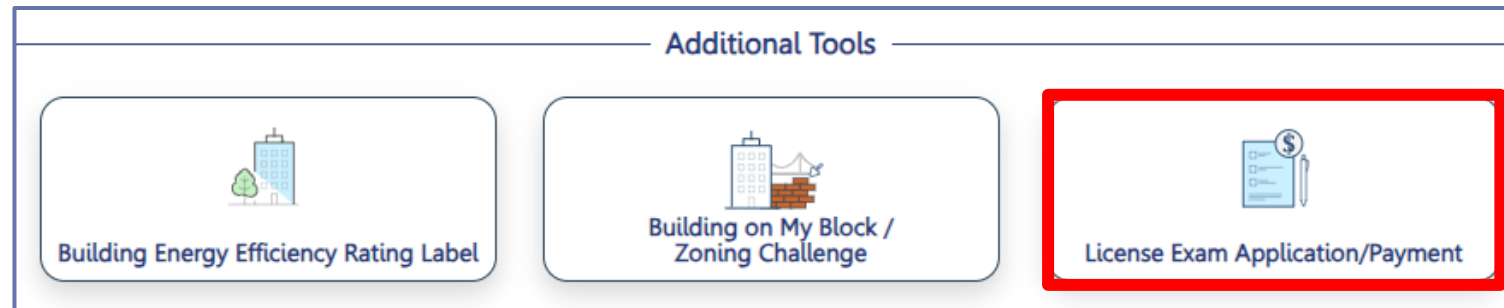 Additional Tools
Building Energy Efficiency Rating Label
Building on My Block /
Zoning Challenge
$
License Exam Application/Payment